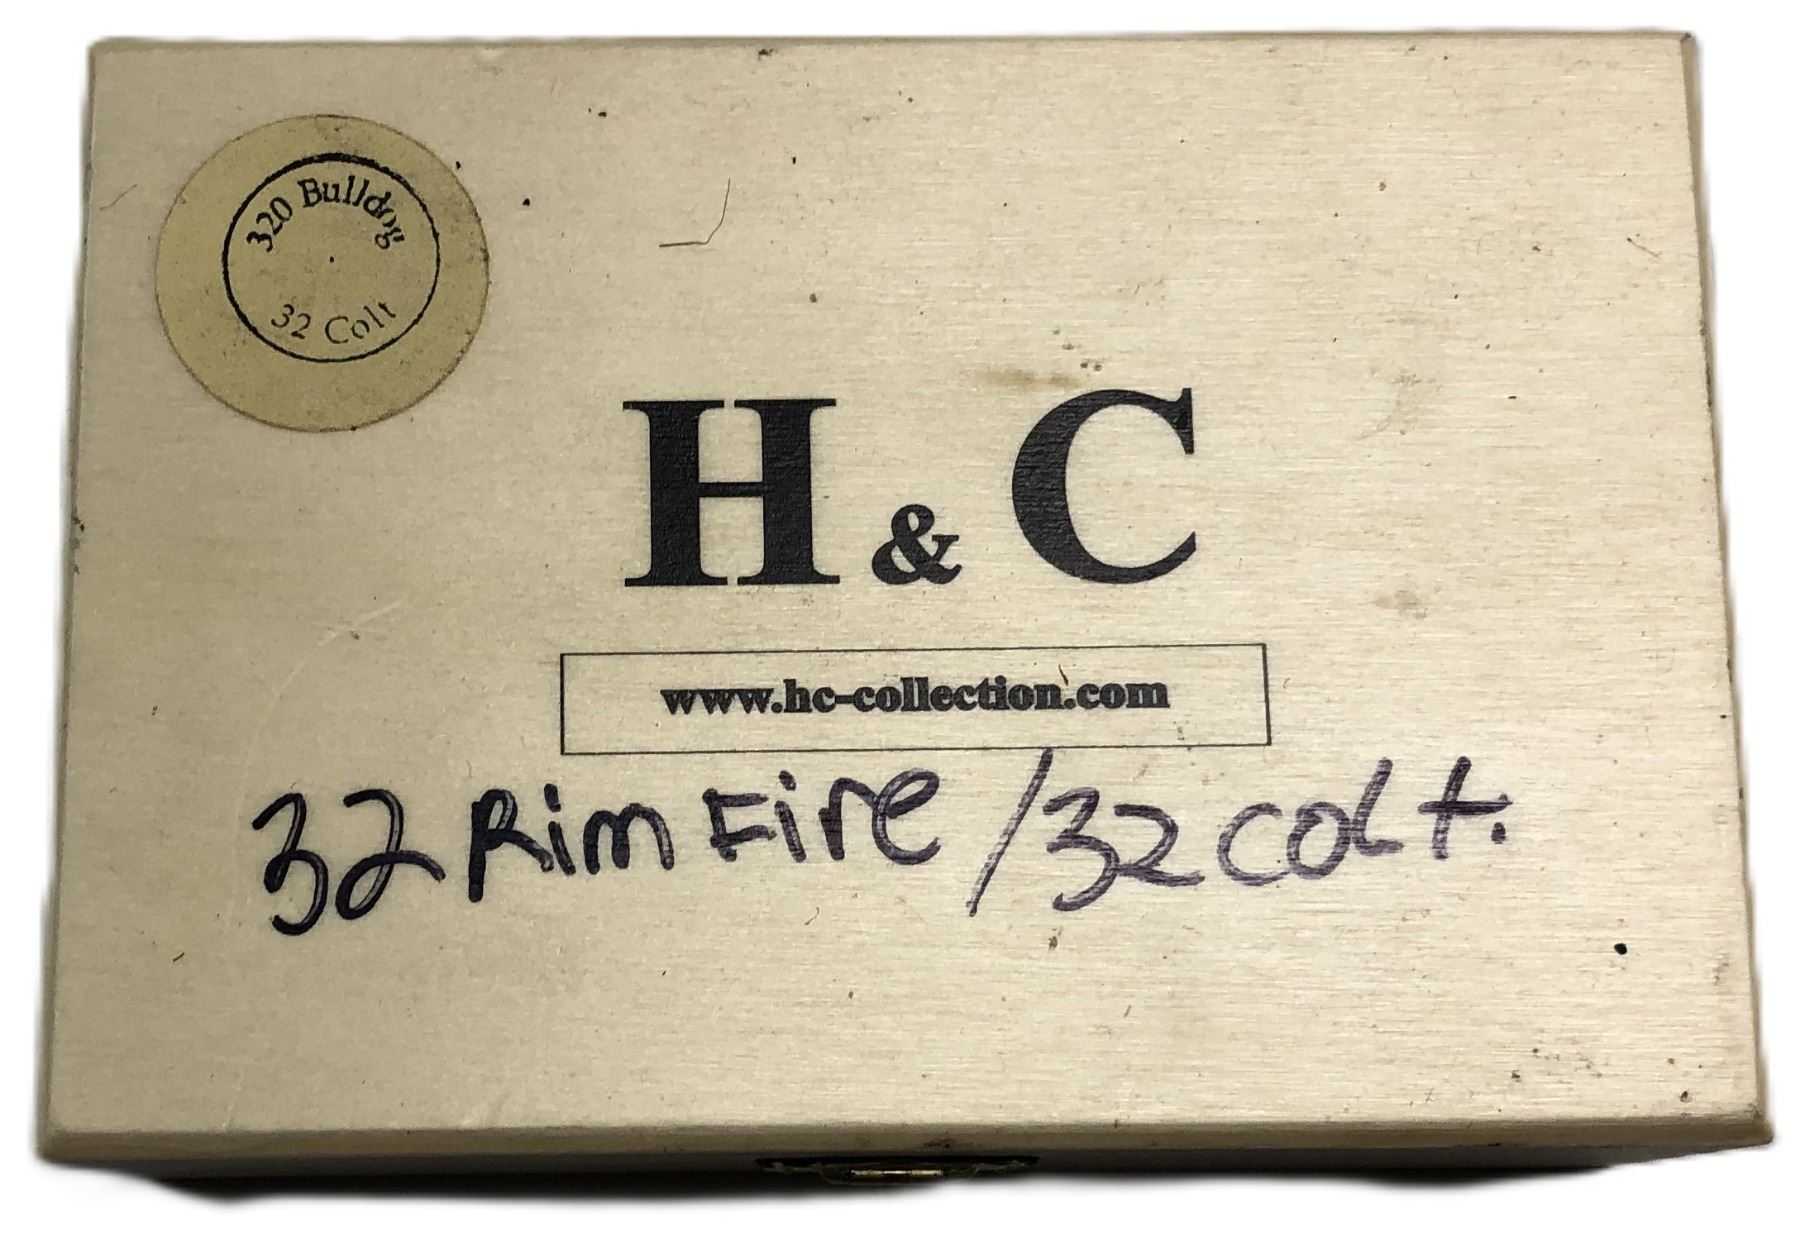 320 Bulldog
32 Colt
H & C
www.hc-collection.com
32 Rim Fire / 32 COLt.